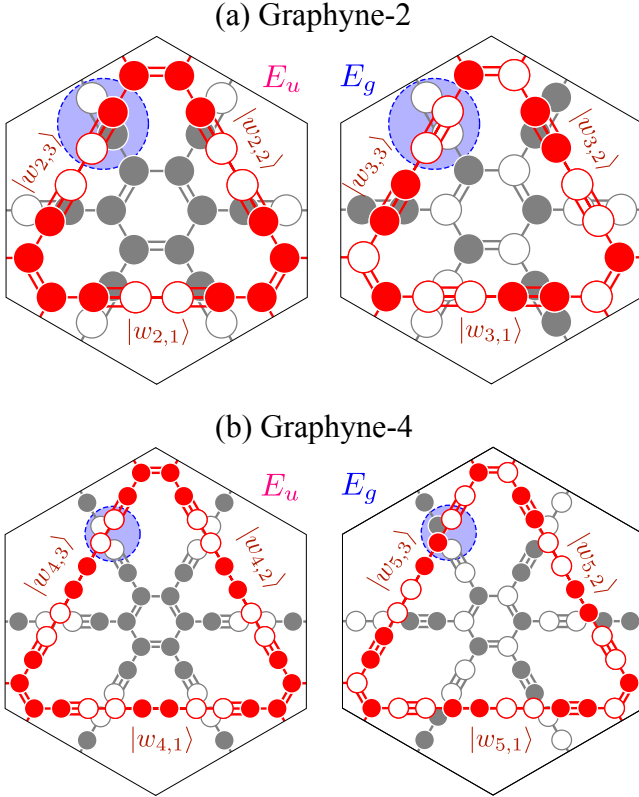 (a) Graphyne-2
E_u
E_g
|w_{2,3}⟩
|w_{2,2}⟩
|w_{3,3}⟩
|w_{3,2}⟩
|w_{2,1}⟩
|w_{3,1}⟩
(b) Graphyne-4
E_u
E_g
|w_{4,3}⟩
|w_{4,2}⟩
|w_{5,3}⟩
|w_{5,2}⟩
|w_{4,1}⟩
|w_{5,1}⟩